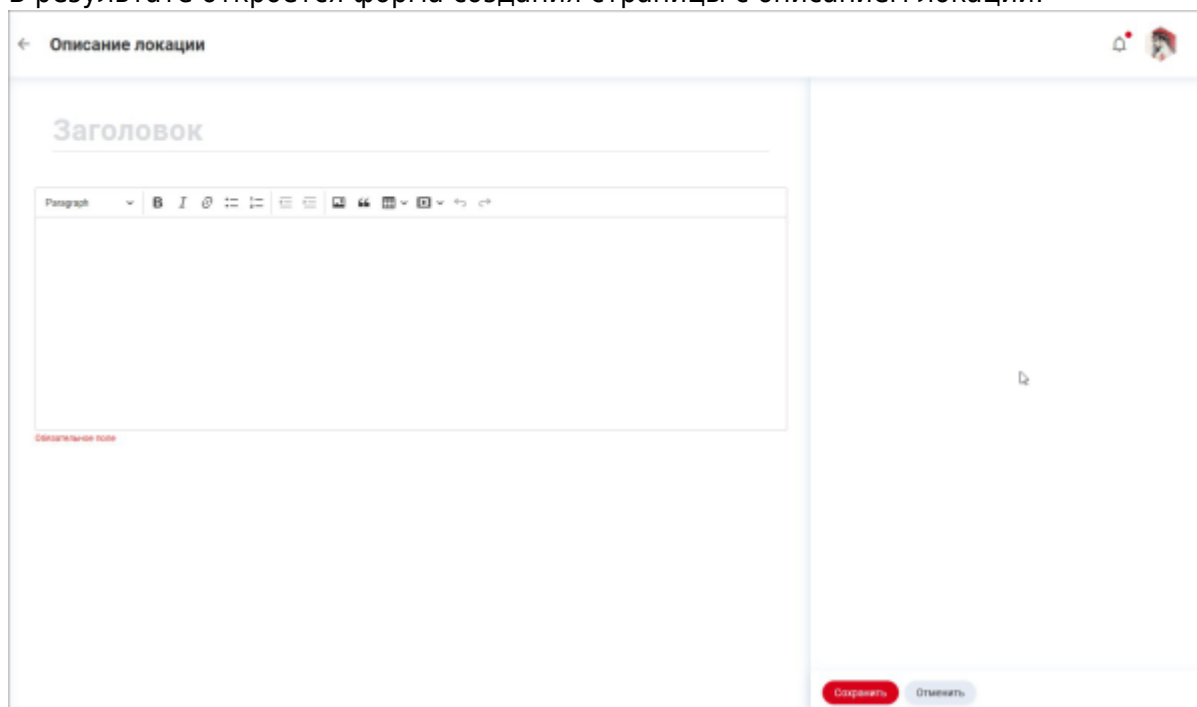 В результате откроется форма создания страницы с описанием локации.
Описание локации
Заголовок
Paragraph
Обязательное поле
Сохранить Отменить